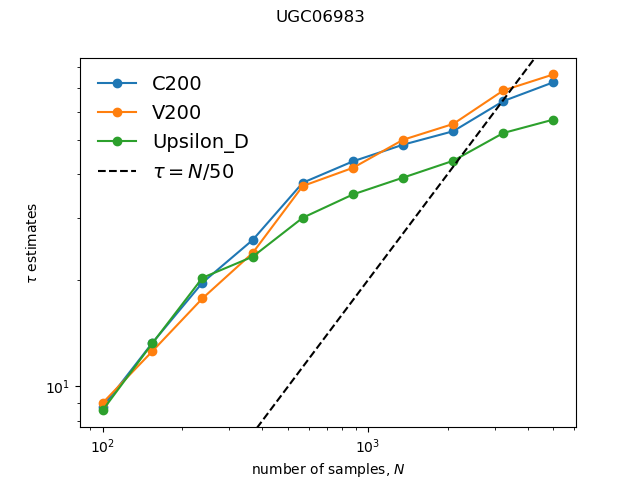 UGC06983
C200
V200
Upsilon_D
τ = N/50
τ estimates
10¹
10² 10³
number of samples, N